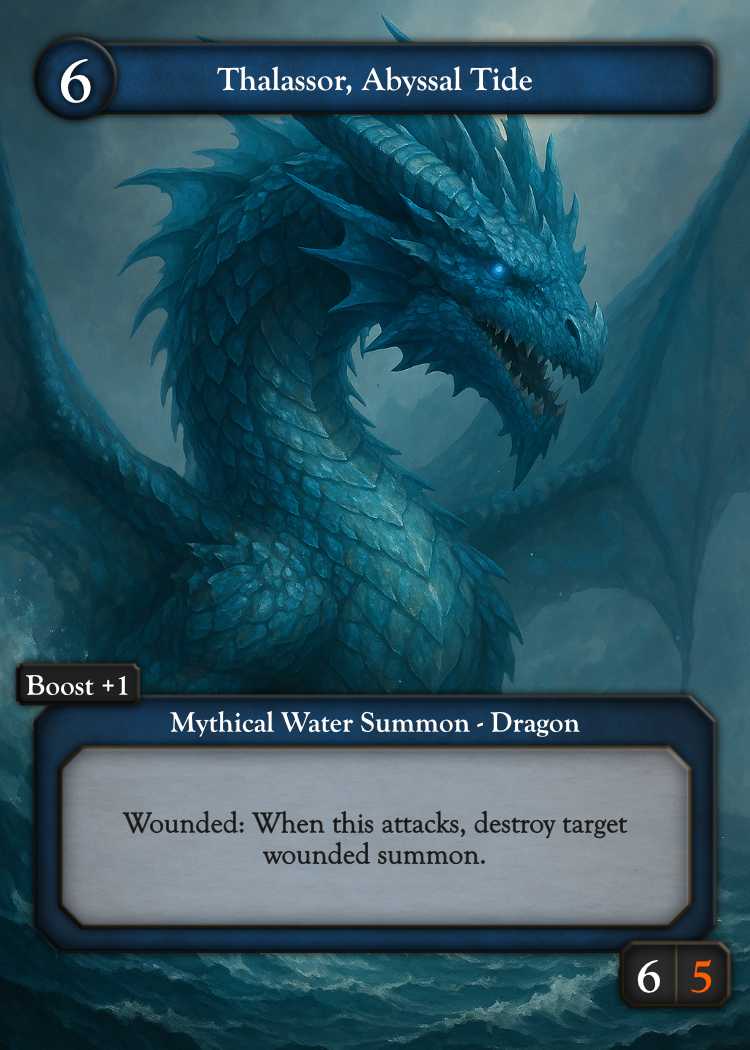 6
Thalassor, Abyssal Tide
Boost +1
Mythical Water Summon - Dragon
Wounded: When this attacks, destroy target
wounded summon.
6 5